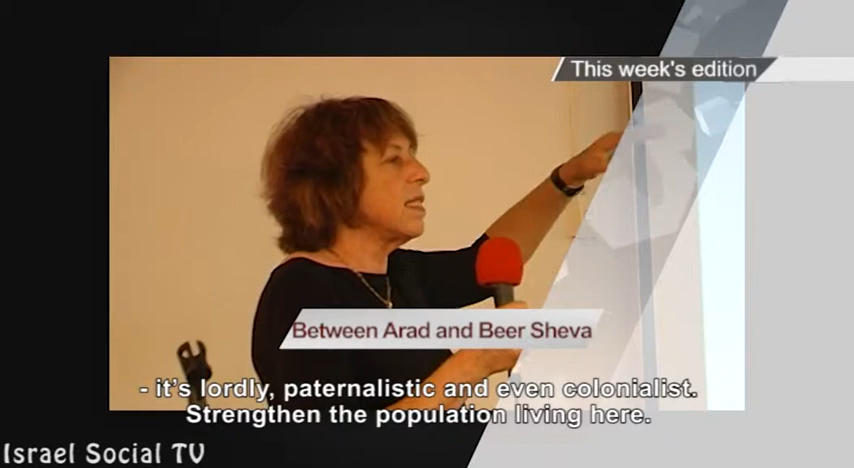 This week's edition
Between Arad and Beer Sheva
- it's lordly, paternalistic and even colonialist.
Strengthen the population living here.
Israel Social TV